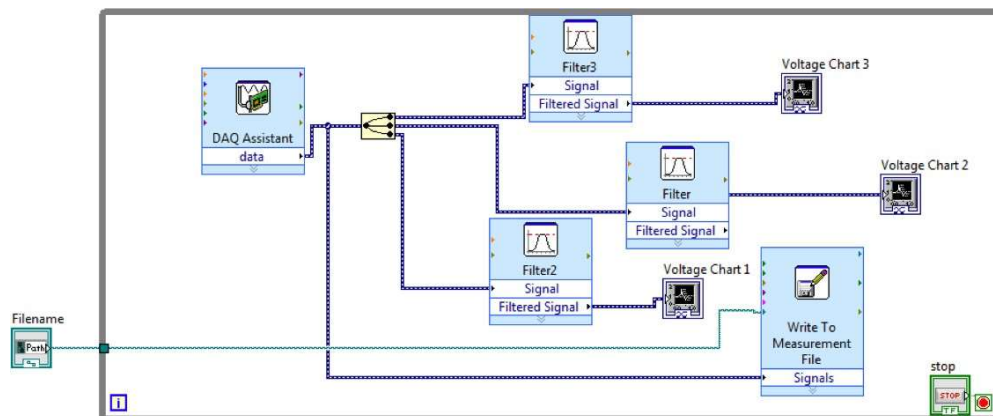 Filter3
Signal
Filtered Signal
Voltage Chart 3
DAQ Assistant
data
Filter
Signal
Filtered Signal
Voltage Chart 2
Filter2
Signal
Filtered Signal
Voltage Chart 1
Write To
Measurement
File
Signals
Filename
Path
i
stop
STOP
TF